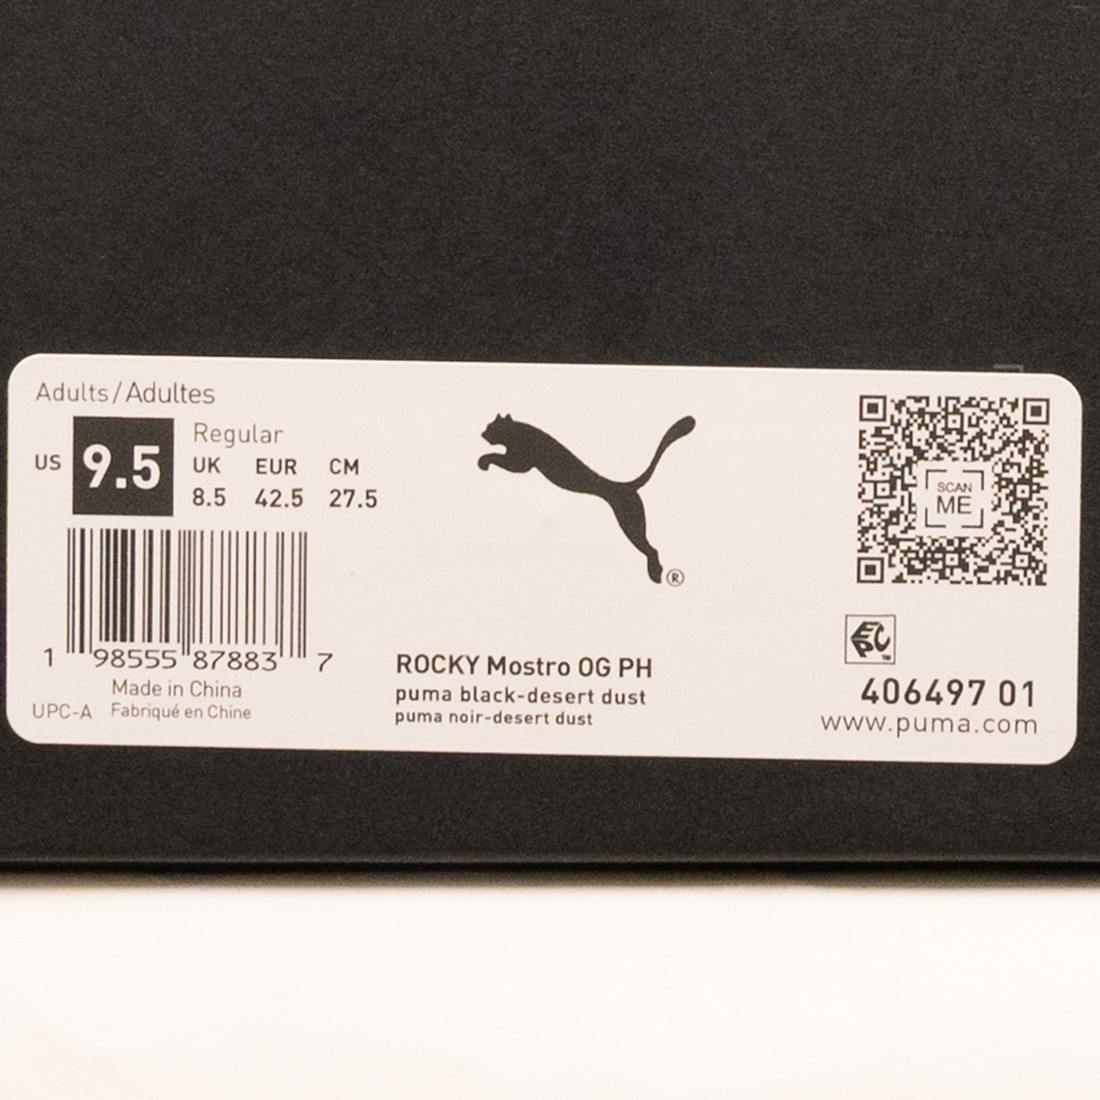 Adults/Adultes
US 9.5
Regular
UK EUR CM
8.5 42.5 27.5
1 98555 87883 7
Made in China
UPC-A Fabriqué en Chine
®
ROCKY Mostro OG PH
puma black-desert dust
puma noir-desert dust
SCAN
ME
EPC™
406497 01
www.puma.com